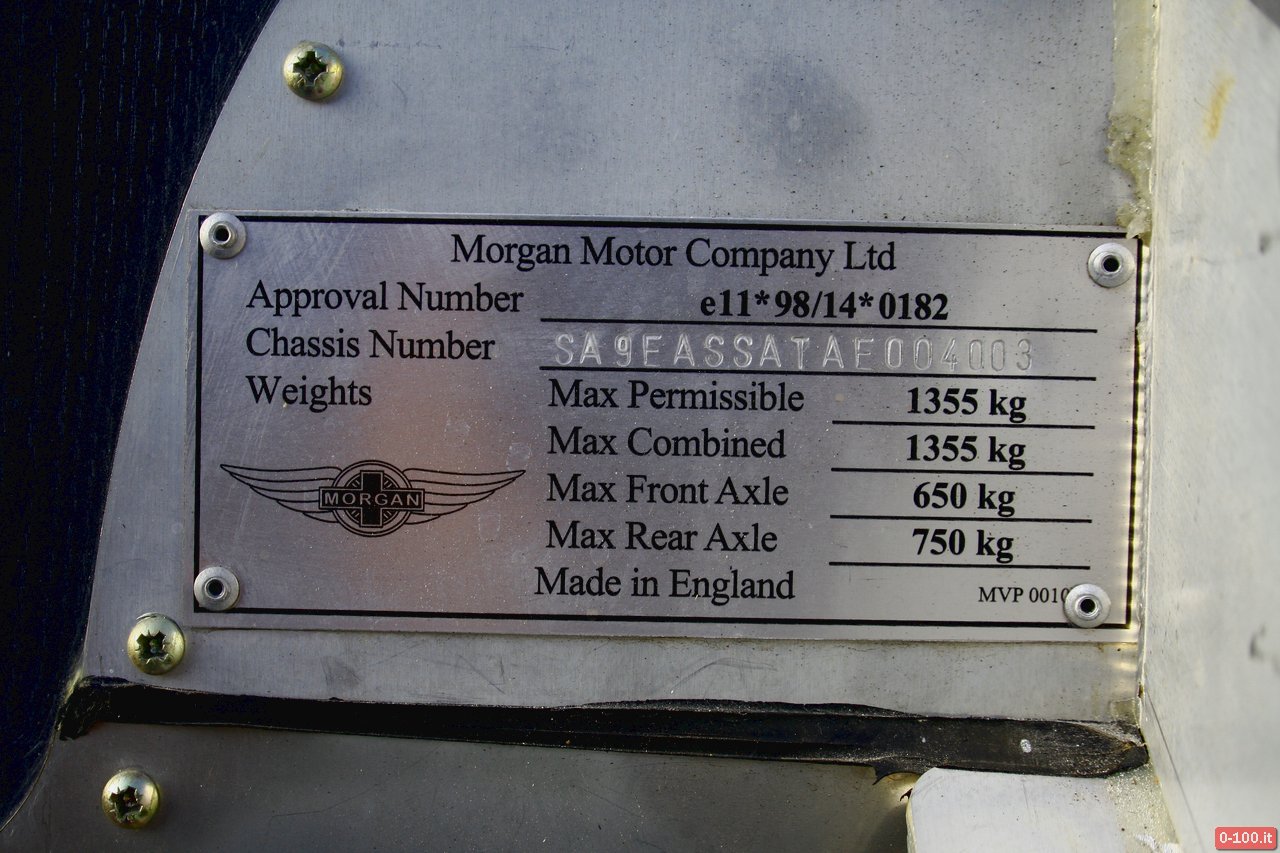 Morgan Motor Company Ltd
Approval Number e11*98/14*0182
Chassis Number SA9EASSATAE004003
Weights Max Permissible 1355 kg
Max Combined 1355 kg
MORGAN
Max Front Axle 650 kg
Max Rear Axle 750 kg
Made in England MVP 0010
0-100.it